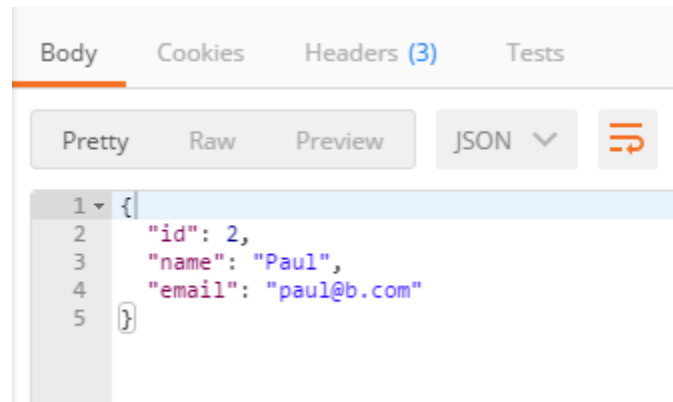 Body Cookies Headers (3) Tests
Pretty Raw Preview JSON
1 {
2 "id": 2,
3 "name": "Paul",
4 "email": "paul@b.com"
5 }